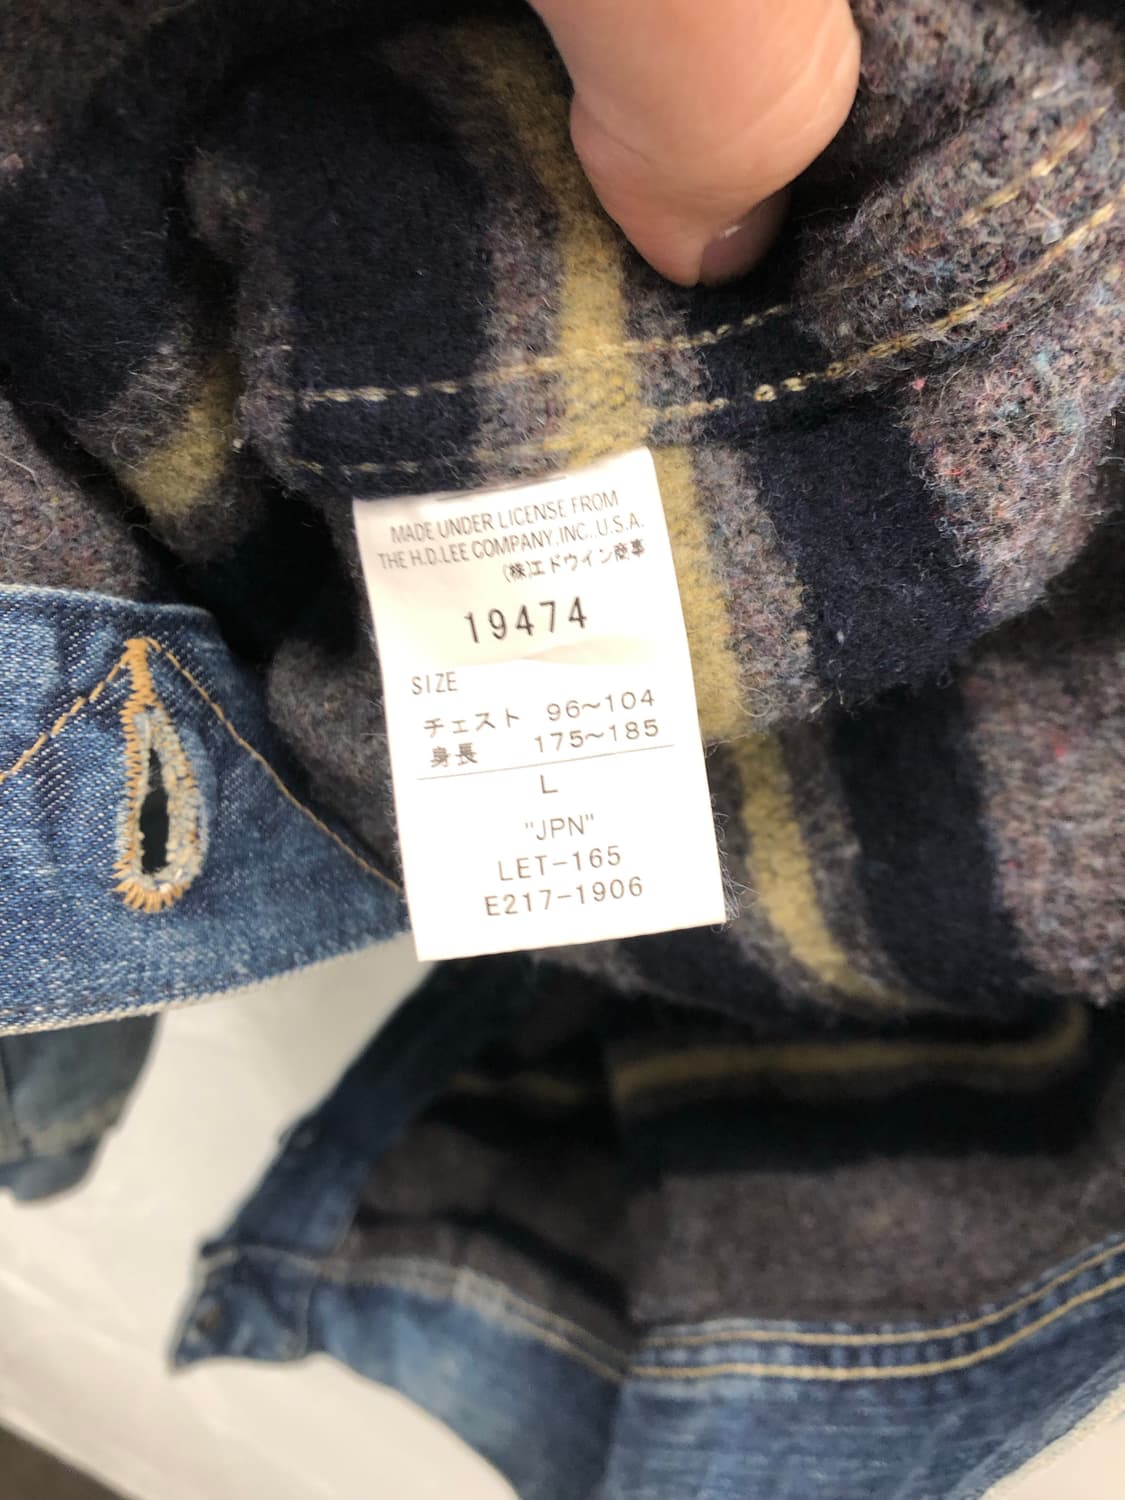 MADE UNDER LICENSE FROM
THE H.D.LEE COMPANY,INC.,U.S.A.
(株)エドウイン商事
19474
SIZE
チェスト 96~104
身長 175~185
L
"JPN"
LET-165
E217-1906